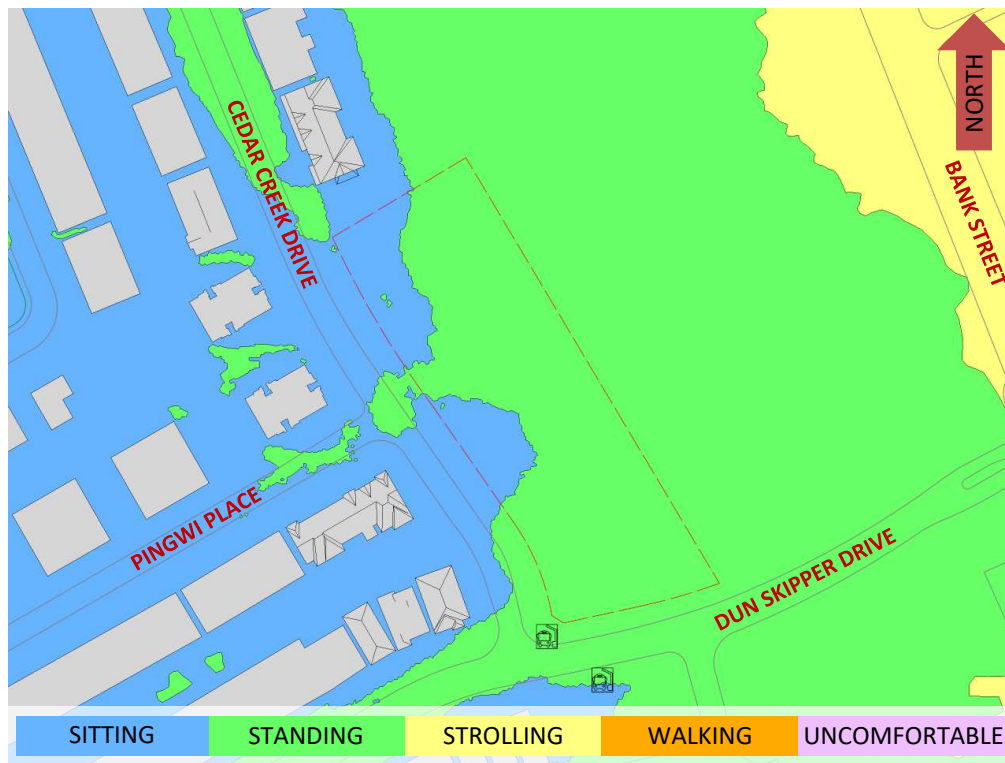 NORTH
CEDAR CREEK DRIVE
BANK STREET
PINGWI PLACE
DUN SKIPPER DRIVE
SITTING
STANDING
STROLLING
WALKING
UNCOMFORTABLE